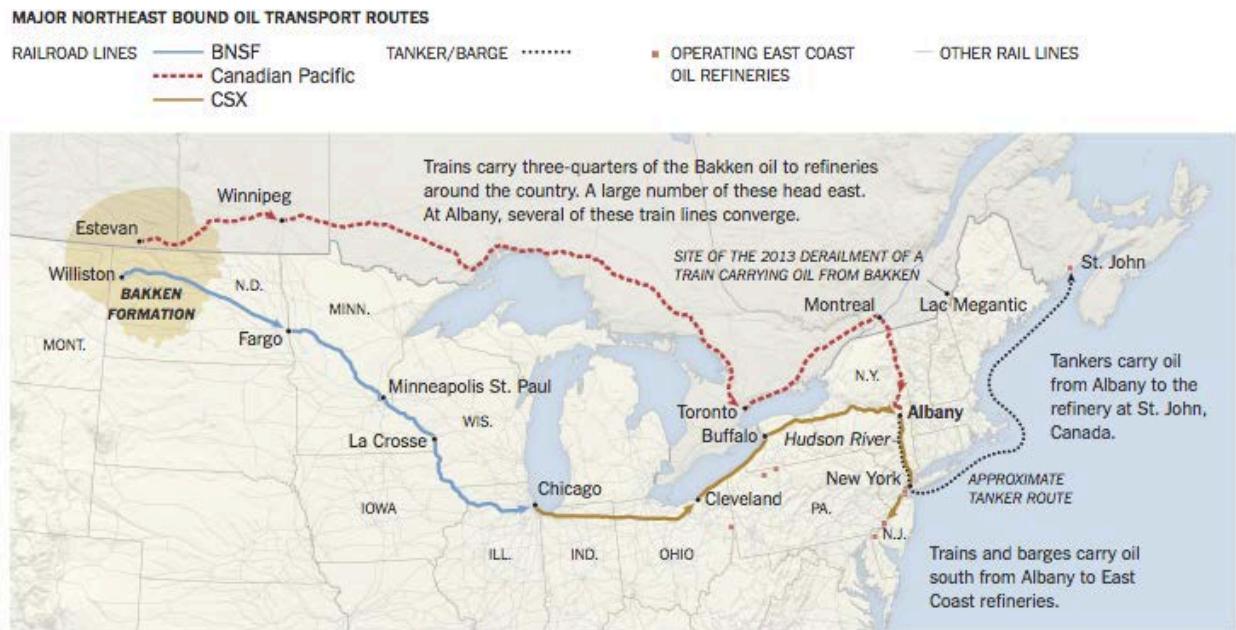 MAJOR NORTHEAST BOUND OIL TRANSPORT ROUTES
RAILROAD LINES
BNSF
Canadian Pacific
CSX
TANKER/BARGE
OPERATING EAST COAST
OIL REFINERIES
OTHER RAIL LINES
Trains carry three-quarters of the Bakken oil to refineries
around the country. A large number of these head east.
At Albany, several of these train lines converge.
Winnipeg
Estevan
SITE OF THE 2013 DERAILMENT OF A
TRAIN CARRYING OIL FROM BAKKEN
St. John
Williston
N.D.
BAKKEN
FORMATION
MINN.
Montreal
Lac Megantic
Fargo
MONT.
Tankers carry oil
from Albany to the
refinery at St. John,
Canada.
N.Y.
Minneapolis St. Paul
WIS.
Toronto
Albany
La Crosse
Buffalo
Hudson River
New York
APPROXIMATE
TANKER ROUTE
Chicago
Cleveland
IOWA
PA.
N.J.
ILL.
IND.
OHIO
Trains and barges carry oil
south from Albany to East
Coast refineries.